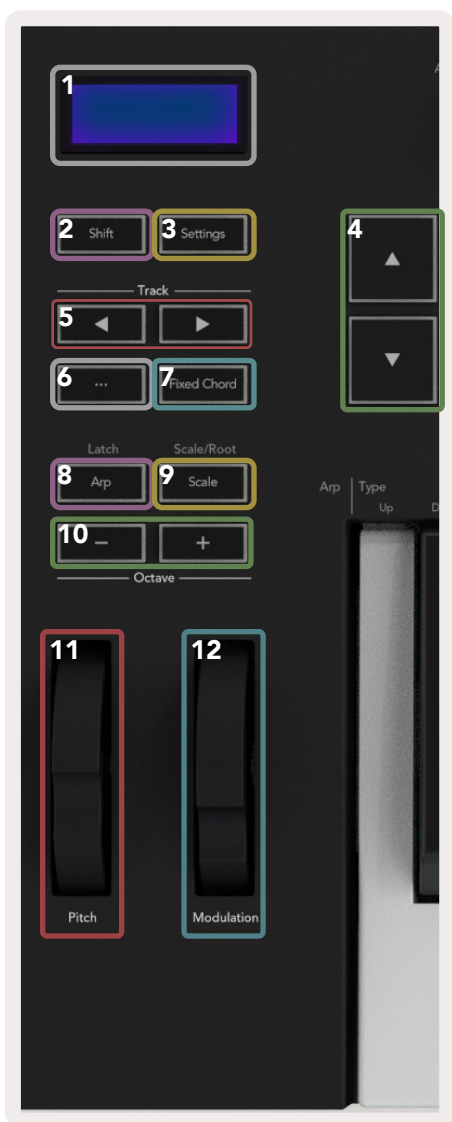 1
2 Shift
3 Settings
4 ▲
Track
5 ◀ ▶
▼
6 ...
7 Fixed Chord
Latch Scale/Root
8 Arp
9 Scale
Arp Type
Up D
10 − +
Octave
11
12
Pitch
Modulation